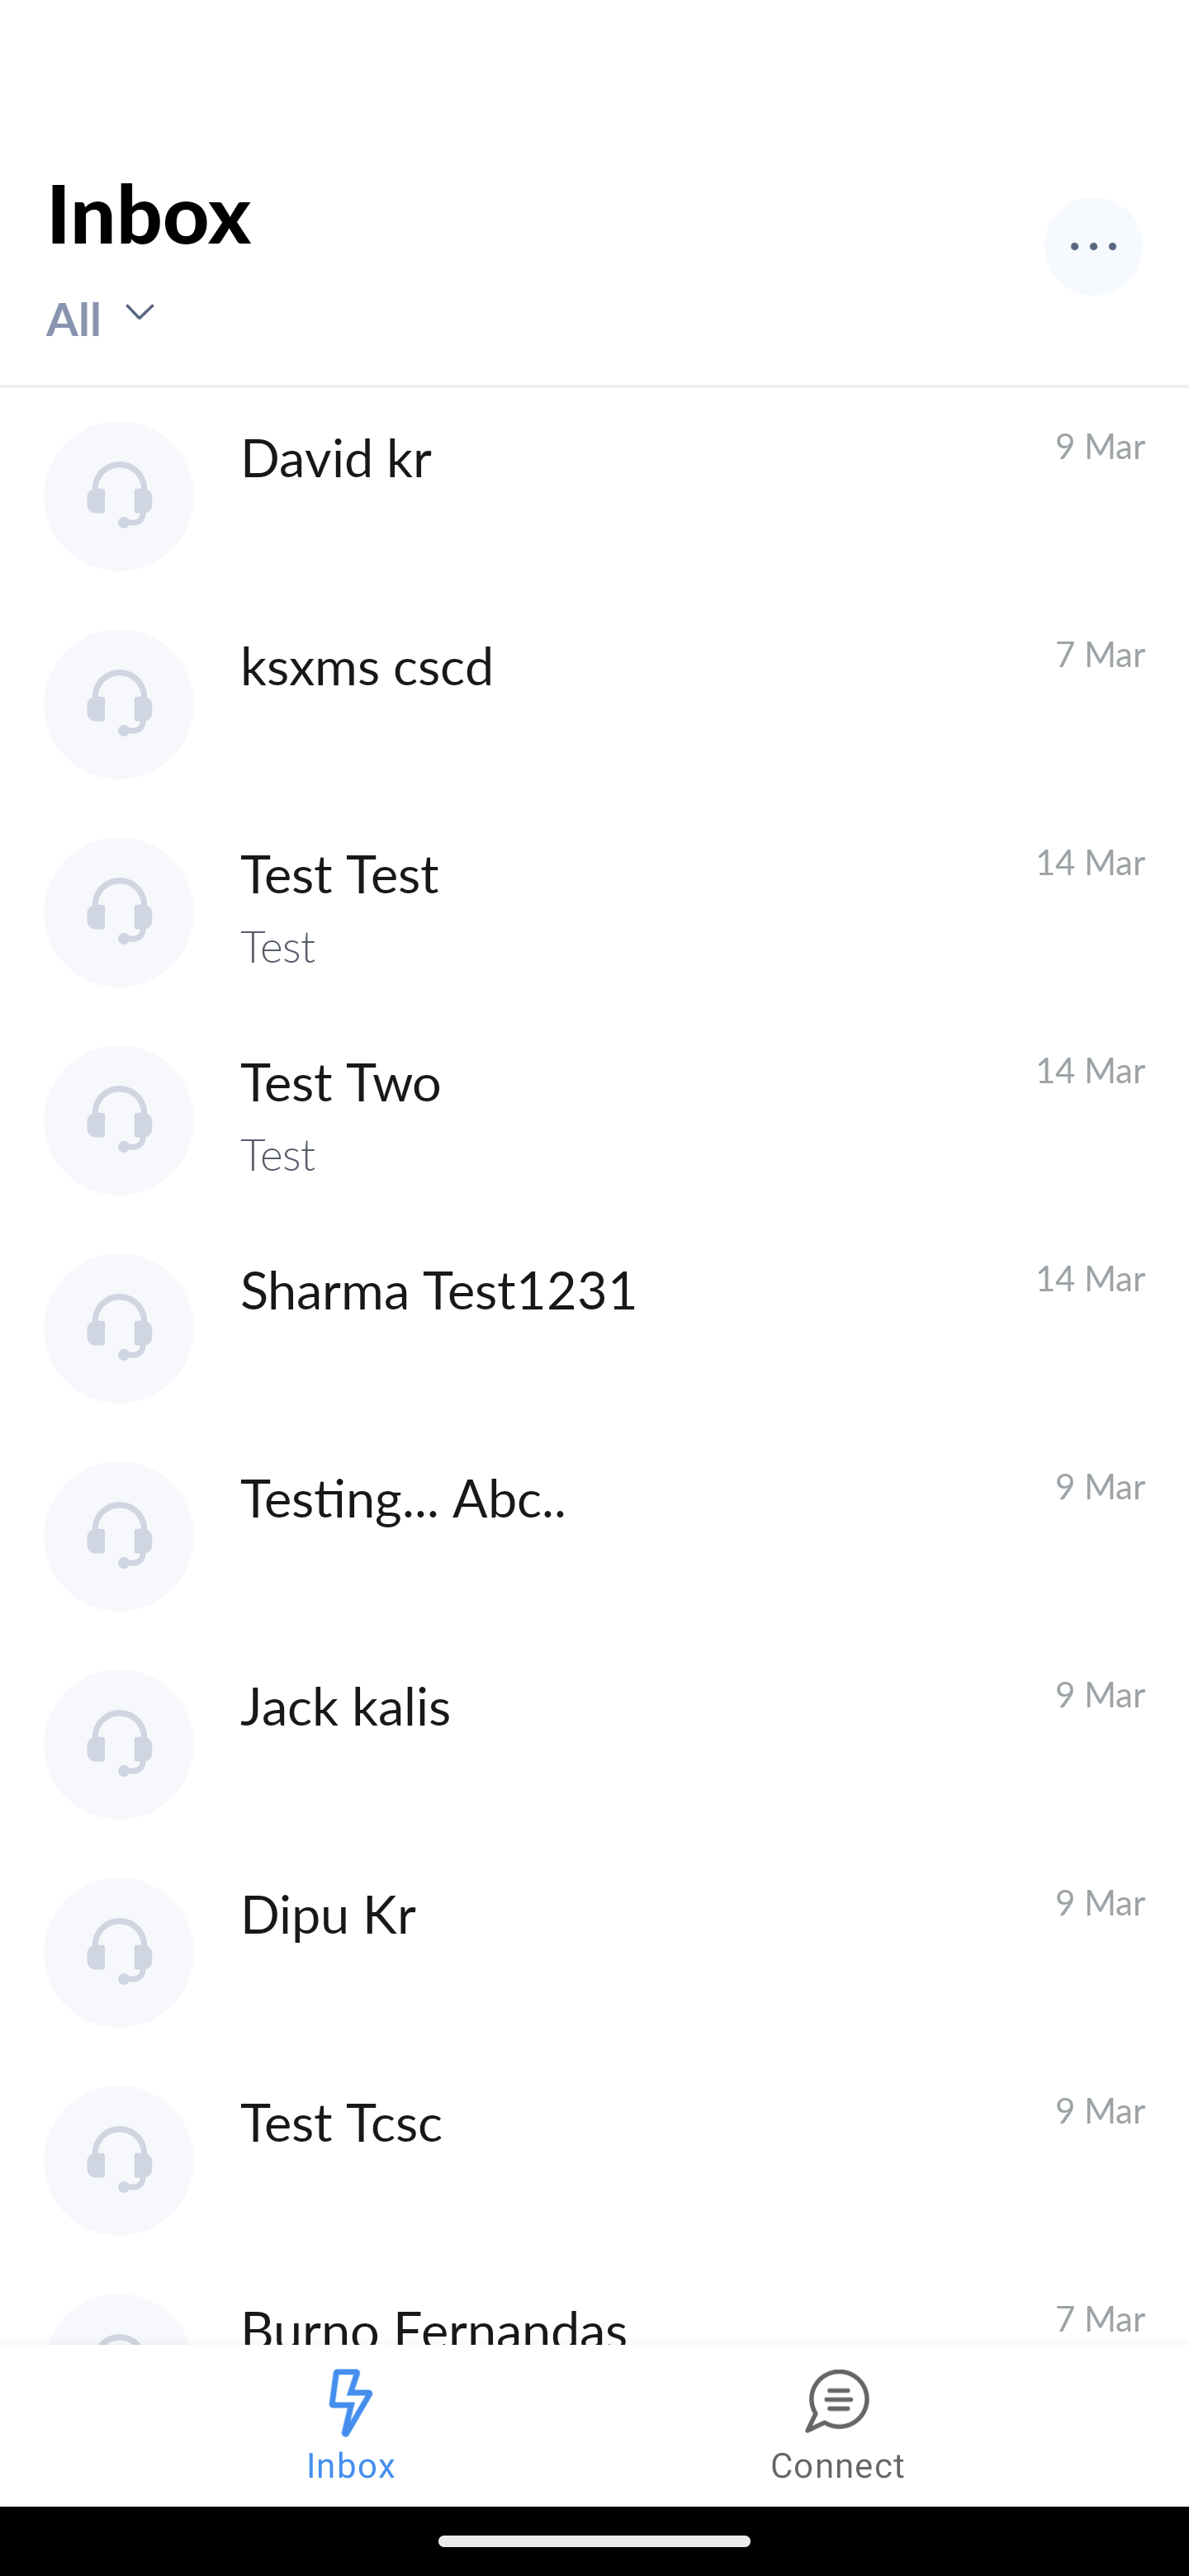 Inbox
All
David kr
9 Mar
ksxms cscd
7 Mar
Test Test
14 Mar
Test
Test Two
14 Mar
Test
Sharma Test1231
14 Mar
Testing... Abc..
9 Mar
Jack kalis
9 Mar
Dipu Kr
9 Mar
Test Tcsc
9 Mar
Burno Fernandas
7 Mar
Inbox
Connect